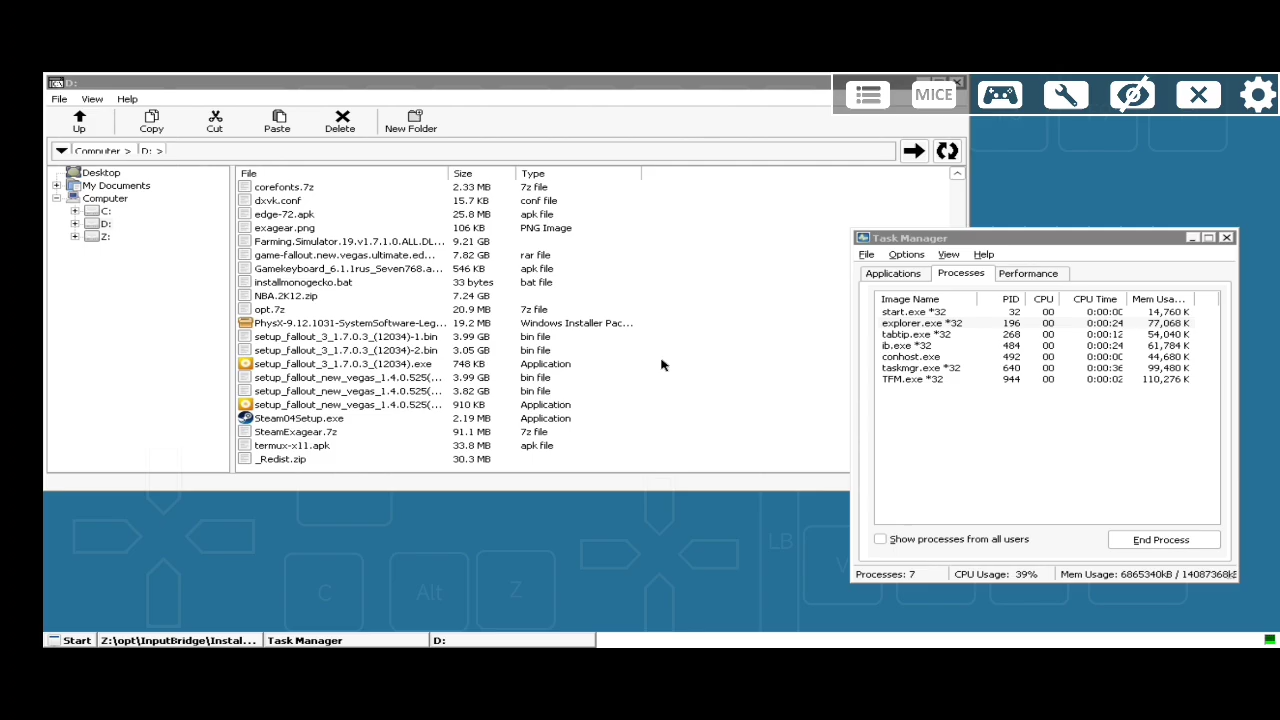 D:
File View Help
MICE
Up Copy Cut Paste Delete New Folder
Computer > D: >
Desktop
My Documents
Computer
C:
D:
Z:
File Size Type
corefonts.7z 2.33 MB 7z file
dxvk.conf 15.7 KB conf file
edge-72.apk 25.8 MB apk file
exagear.png 106 KB PNG Image
Farming.Simulator.19.v1.7.1.0.ALL.DL... 9.21 GB
game-fallout.new.vegas.ultimate.ed... 7.82 GB rar file
Gamekeyboard_6.1.1rus_Seven768.a... 546 KB apk file
installmonogecko.bat 33 bytes bat file
NBA.2K12.zip 7.24 GB
opt.7z 20.9 MB 7z file
PhysX-9.12.1031-SystemSoftware-Leg... 19.2 MB Windows Installer Pac...
setup_fallout_3_1.7.0.3_(12034)-1.bin 3.99 GB bin file
setup_fallout_3_1.7.0.3_(12034)-2.bin 3.05 GB bin file
setup_fallout_3_1.7.0.3_(12034).exe 748 KB Application
setup_fallout_new_vegas_1.4.0.525(... 3.99 GB bin file
setup_fallout_new_vegas_1.4.0.525(... 3.82 GB bin file
setup_fallout_new_vegas_1.4.0.525(... 910 KB Application
Steam04Setup.exe 2.19 MB Application
SteamExagear.7z 91.1 MB 7z file
termux-x11.apk 33.8 MB apk file
_Redist.zip 30.3 MB
Task Manager
File Options View Help
Applications Processes Performance
Image Name PID CPU CPU Time Mem Usa...
start.exe *32 32 00 0:00:00 14,760 K
explorer.exe *32 196 00 0:00:24 77,068 K
tabtip.exe *32 268 00 0:00:12 54,040 K
ib.exe *32 484 00 0:00:24 61,784 K
conhost.exe 492 00 0:00:00 44,680 K
taskmgr.exe *32 640 00 0:00:36 99,480 K
TFM.exe *32 944 00 0:00:02 110,276 K
Show processes from all users End Process
Processes: 7 CPU Usage: 39% Mem Usage: 6865340kB / 14087368kB
LB
C Alt Z
Start Z:\opt\InputBridge\Instal... Task Manager D: